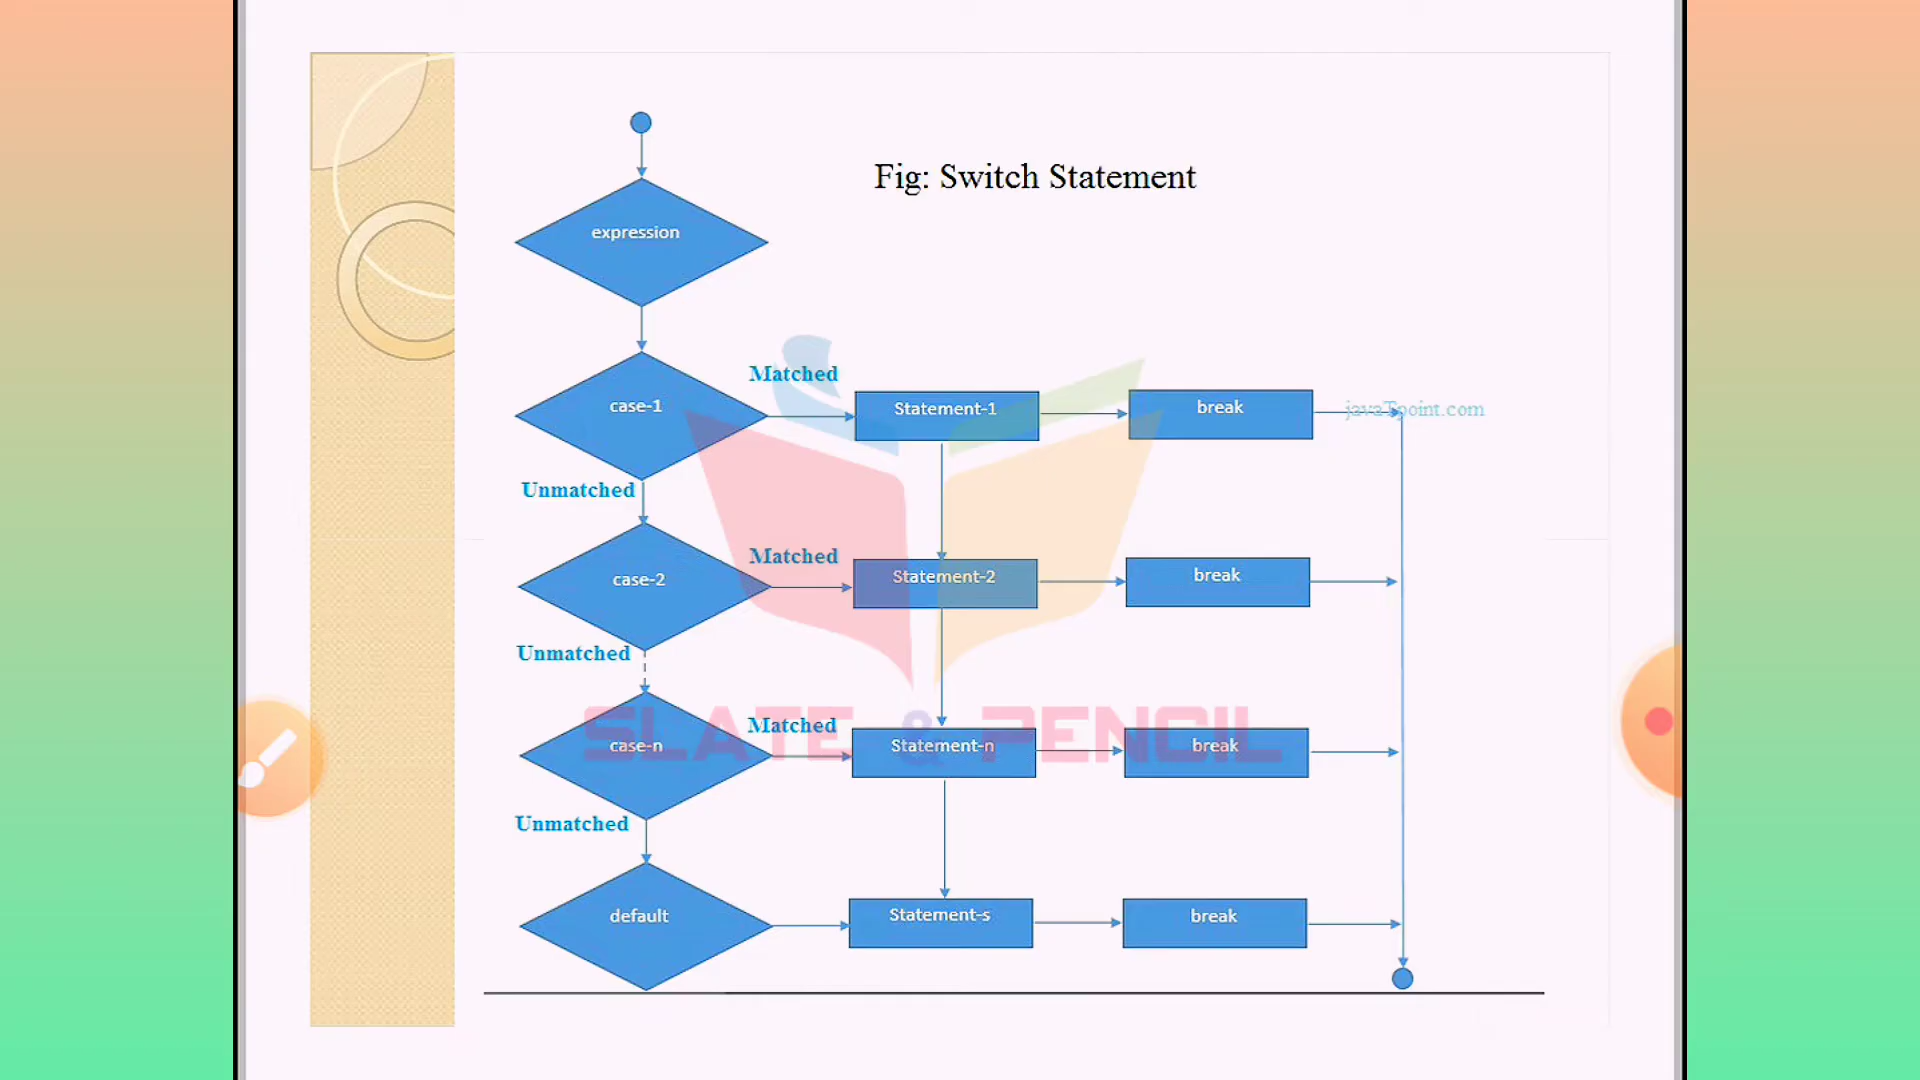 Fig: Switch Statement
expression
Matched
case-1
Statement-1
break
javaTpoint.com
Unmatched
Matched
case-2
Statement-2
break
Unmatched
Matched
case-n
Statement-n
break
SLATE & PENCIL
Unmatched
default
Statement-s
break